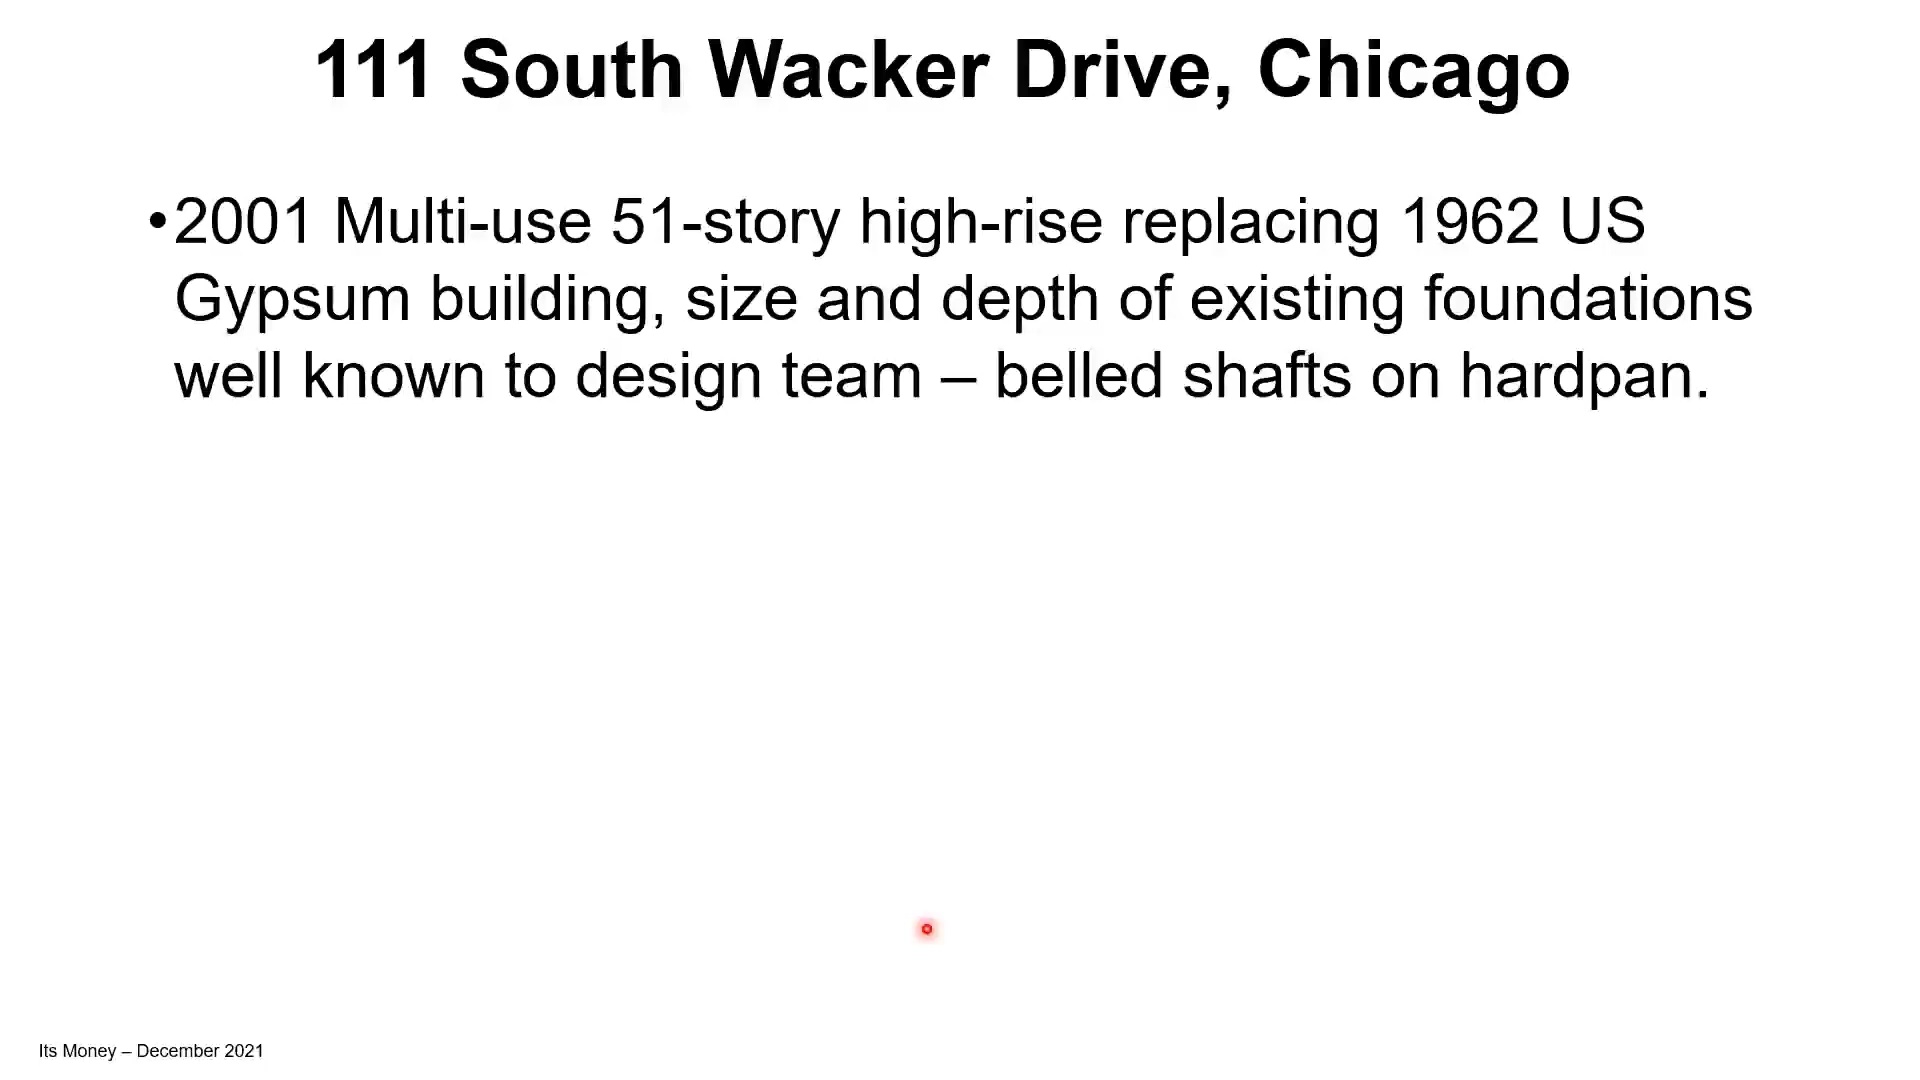 111 South Wacker Drive, Chicago
•2001 Multi-use 51-story high-rise replacing 1962 US
Gypsum building, size and depth of existing foundations
well known to design team – belled shafts on hardpan.
Its Money – December 2021